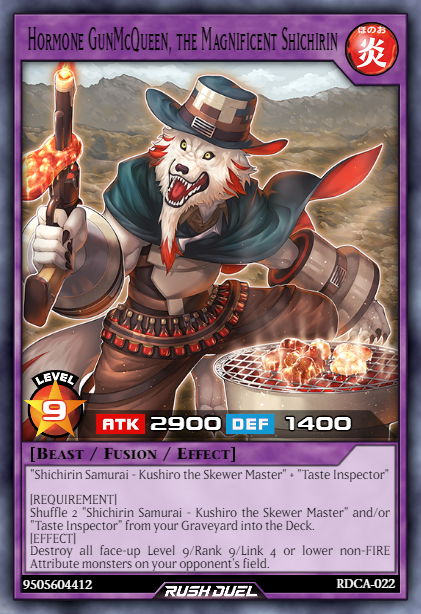 Hormone GunMcQueen, the Magnificent Shichirin
ほのお
炎
LEVEL
9
ATK 2900 DEF 1400
[Beast / Fusion / Effect]
"Shichirin Samurai - Kushiro the Skewer Master" + "Taste Inspector"
[REQUIREMENT]
Shuffle 2 "Shichirin Samurai - Kushiro the Skewer Master" and/or
"Taste Inspector" from your Graveyard into the Deck.
[EFFECT]
Destroy all face-up Level 9/Rank 9/Link 4 or lower non-FIRE
Attribute monsters on your opponent's field.
9505604412
RUSH DUEL
RDCA-022